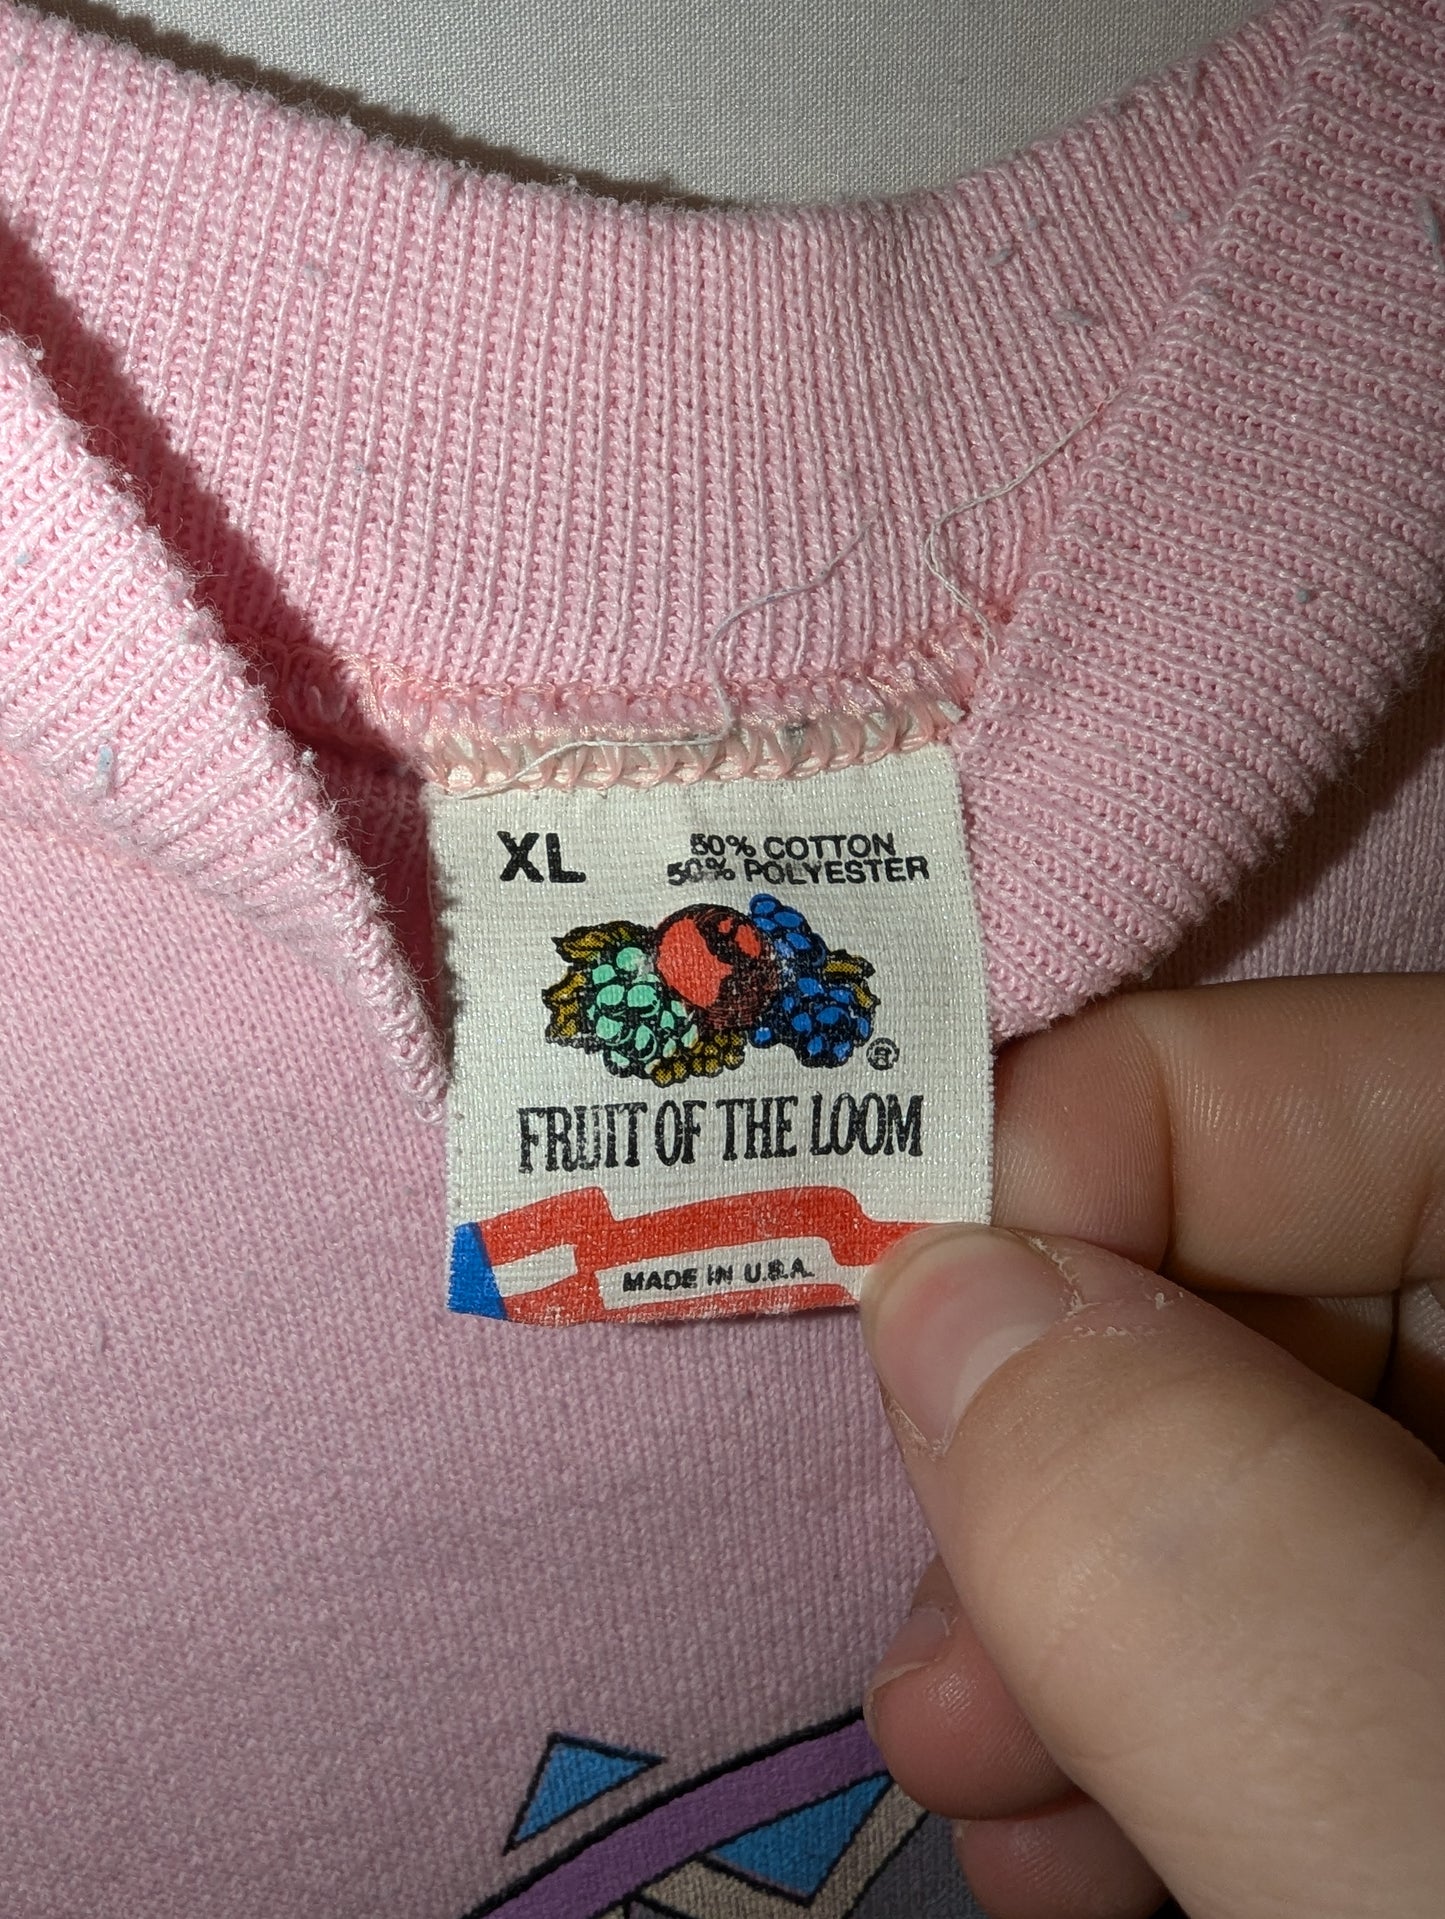 XL
50% COTTON
50% POLYESTER
®
FRUIT OF THE LOOM
MADE IN U.S.A.